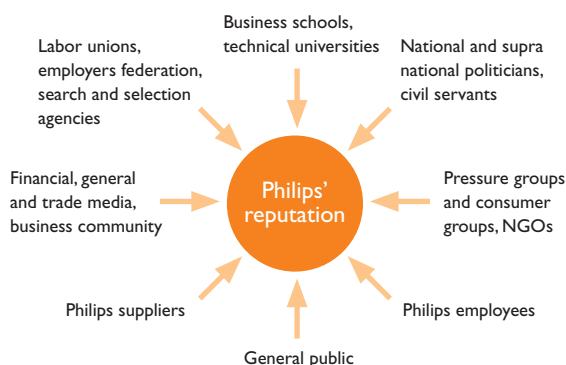 Business schools,
technical universities
Labor unions,
employers federation,
search and selection
agencies
National and supra
national politicians,
civil servants
Financial, general
and trade media,
business community
Philips’
reputation
Pressure groups
and consumer
groups, NGOs
Philips suppliers
Philips employees
General public